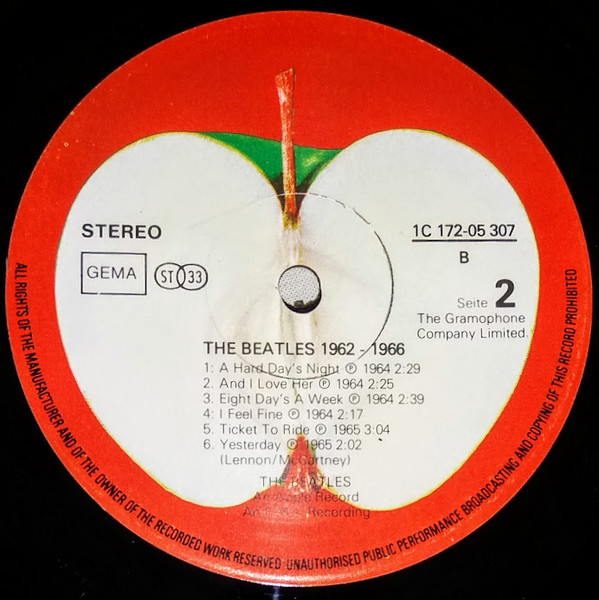 STEREO
1C 172-05 307
GEMA
ST 33
B
Seite 2
The Gramophone
Company Limited.
THE BEATLES 1962 - 1966
1: A Hard Day's Night ℗ 1964 2:29
2. And I Love Her ℗ 1964 2:25
3. Eight Days A Week ℗ 1964 2:39
4: I Feel Fine ℗ 1964 2:17
5. Ticket To Ride ℗ 1965 3:04
6. Yesterday ℗ 1965 2:02
(Lennon/McCartney)
THE BEATLES
An Apple Record
An Recording
ALL RIGHTS OF THE MANUFACTURER AND OF THE OWNER OF THE RECORDED WORK RESERVED UNAUTHORISED PUBLIC PERFORMANCE BROADCASTING AND COPYING OF THIS RECORD PROHIBITED